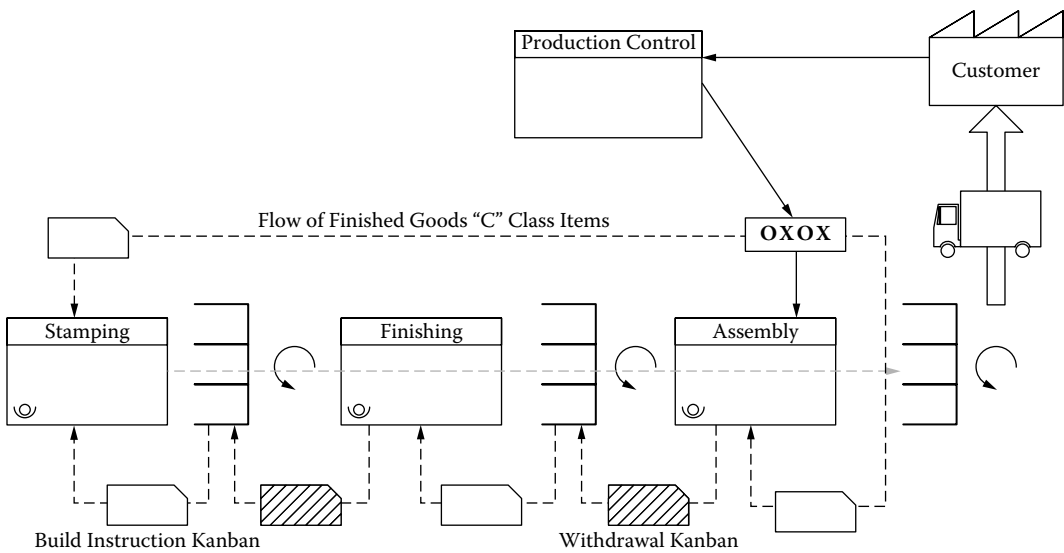 Production Control
Customer
Flow of Finished Goods “C” Class Items
OXOX
Stamping
Finishing
Assembly
Build Instruction Kanban
Withdrawal Kanban